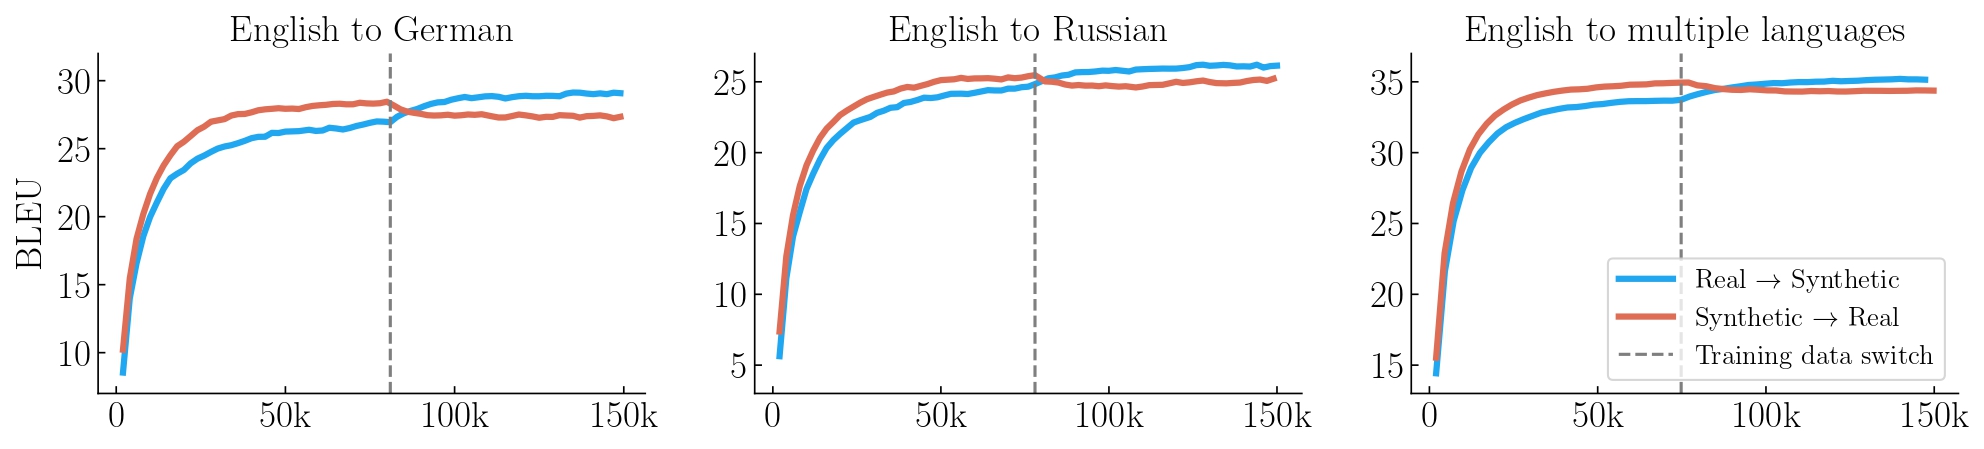 English to German
BLEU
30
25
20
15
10
0 50k 100k 150k
English to Russian
25
20
15
10
5
0 50k 100k 150k
English to multiple languages
35
30
25
20
15
0 50k 100k 150k
Real → Synthetic
Synthetic → Real
Training data switch